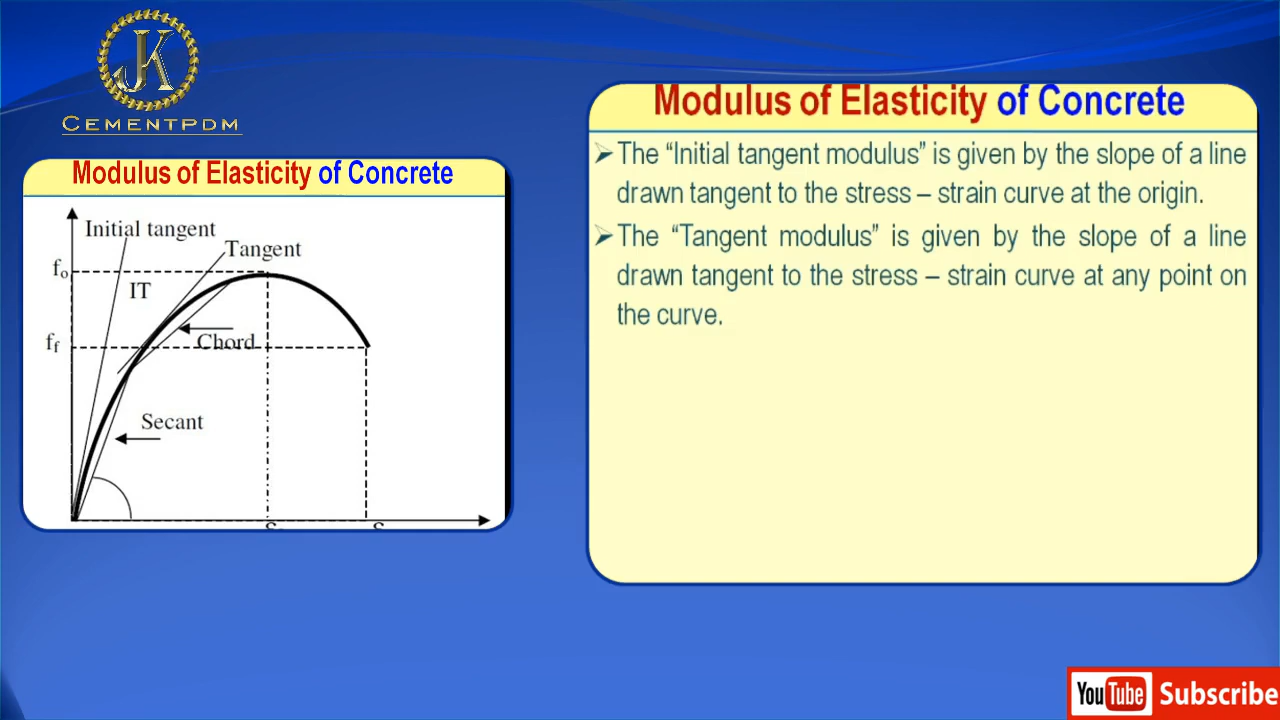 JK
CEMENTPDM
Modulus of Elasticity of Concrete
Initial tangent
Tangent
fo
IT
Chord
ff
Secant
Modulus of Elasticity of Concrete
➢The “Initial tangent modulus” is given by the slope of a line
drawn tangent to the stress – strain curve at the origin.
➢The “Tangent modulus” is given by the slope of a line
drawn tangent to the stress – strain curve at any point on
the curve.
YouTube Subscribe